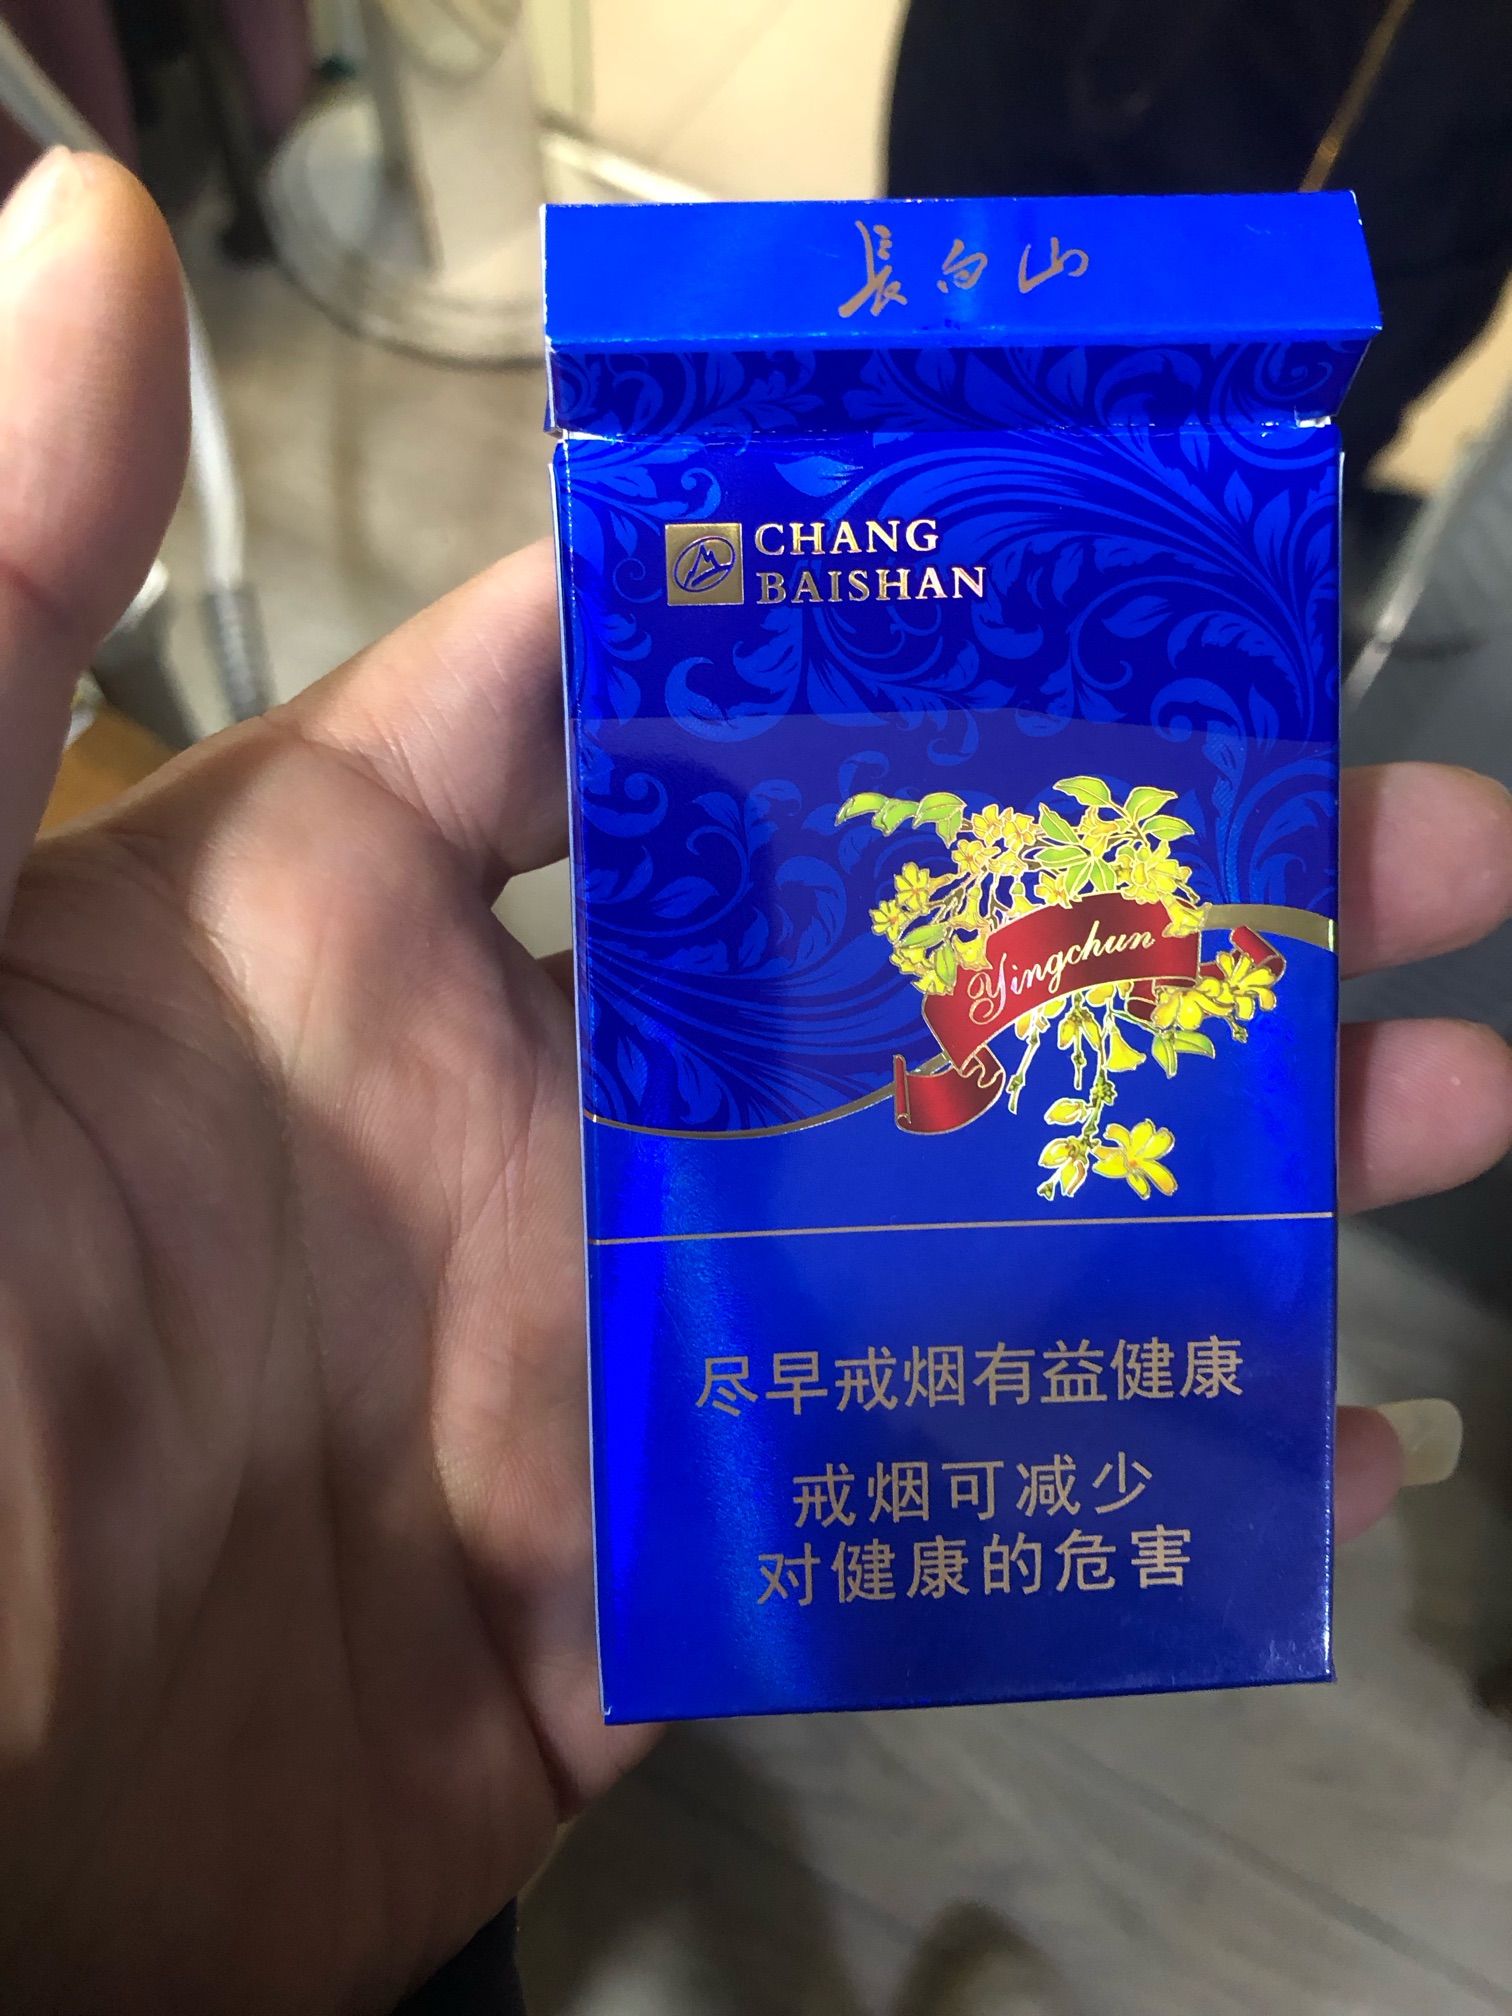 長白山
CHANG
BAISHAN
Yingchun
尽早戒烟有益健康
戒烟可减少
对健康的危害